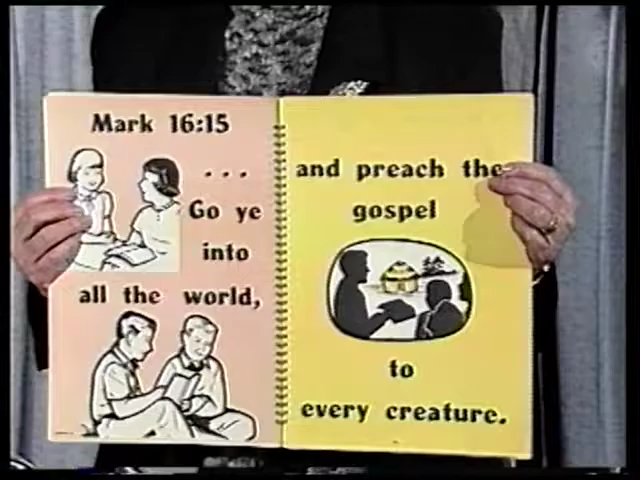 Mark 16:15
. . .
Go ye
into
all the world,
and preach the
gospel
to
every creature.